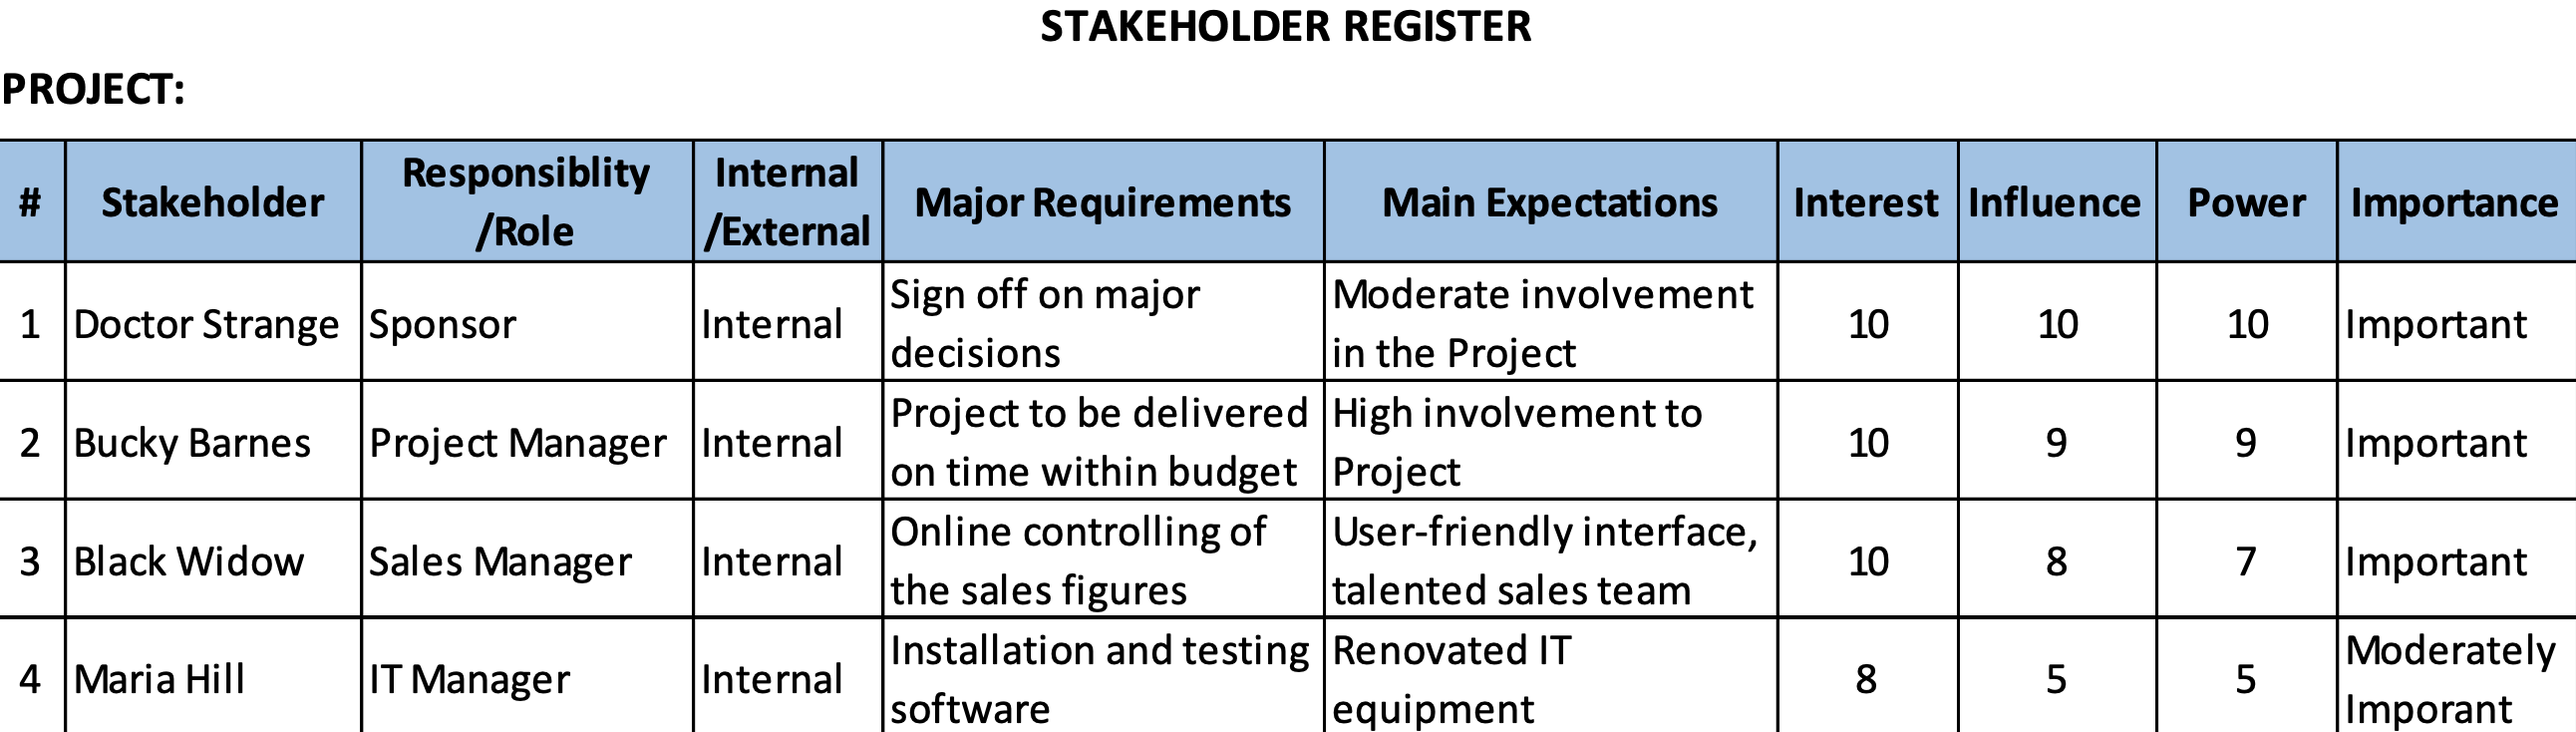 STAKEHOLDER REGISTER
PROJECT:
# Stakeholder Responsiblity /Role Internal /External Major Requirements Main Expectations Interest Influence Power Importance
1 Doctor Strange Sponsor Internal Sign off on major decisions Moderate involvement in the Project 10 10 10 Important
2 Bucky Barnes Project Manager Internal Project to be delivered on time within budget High involvement to Project 10 9 9 Important
3 Black Widow Sales Manager Internal Online controlling of the sales figures User-friendly interface, talented sales team 10 8 7 Important
4 Maria Hill IT Manager Internal Installation and testing software Renovated IT equipment 8 5 5 Moderately Imporant